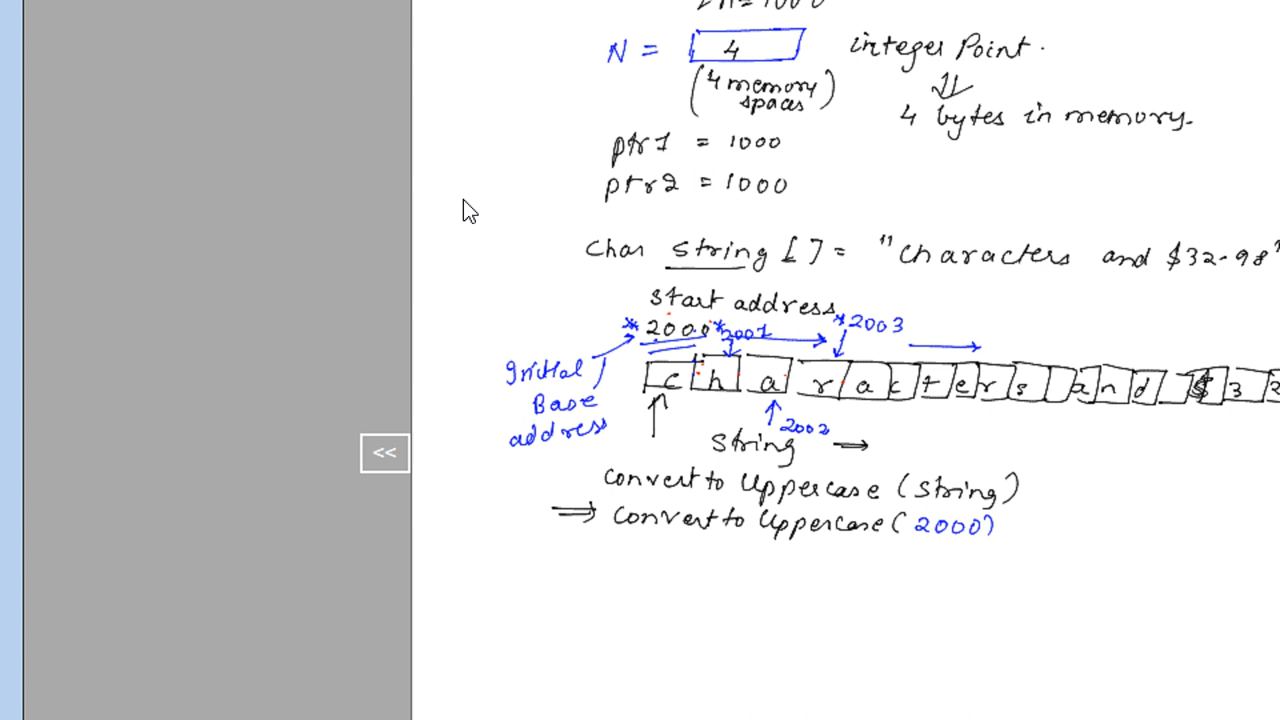 N = 4 integer Point.
(4 memory spaces)
4 bytes in memory.
ptr1 = 1000
ptr2 = 1000
Char string [ ] = "characters and $32.98"
start address
*2000 *2001 *2003
Initial Base address
c h a r a c t e r s a n d $ 3
2002
string →
Convert to Uppercase (string)
⇒ Convert to Uppercase (2000)
<<